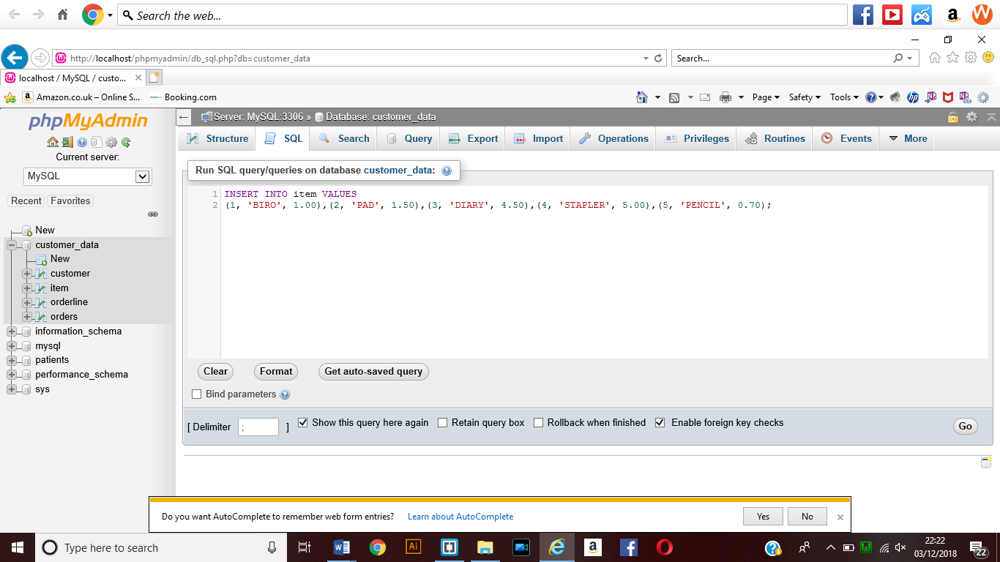 Search the web...
http://localhost/phpmyadmin/db_sql.php?db=customer_data
Search...
localhost / MySQL / custo...
Amazon.co.uk – Online S...
Booking.com
Page
Safety
Tools
phpMyAdmin
Server: MySQL:3306 » Database: customer_data
Structure
SQL
Search
Query
Export
Import
Operations
Privileges
Routines
Events
More
Current server:
MySQL
Recent
Favorites
New
customer_data
New
customer
item
orderline
orders
information_schema
mysql
patients
performance_schema
sys
Run SQL query/queries on database customer_data:
1 INSERT INTO item VALUES
2 (1, 'BIRO', 1.00),(2, 'PAD', 1.50),(3, 'DIARY', 4.50),(4, 'STAPLER', 5.00),(5, 'PENCIL', 0.70);
Clear
Format
Get auto-saved query
Bind parameters
[ Delimiter ; ]
Show this query here again
Retain query box
Rollback when finished
Enable foreign key checks
Go
Do you want AutoComplete to remember web form entries?
Learn about AutoComplete
Yes
No
Type here to search
22:22
03/12/2018
22